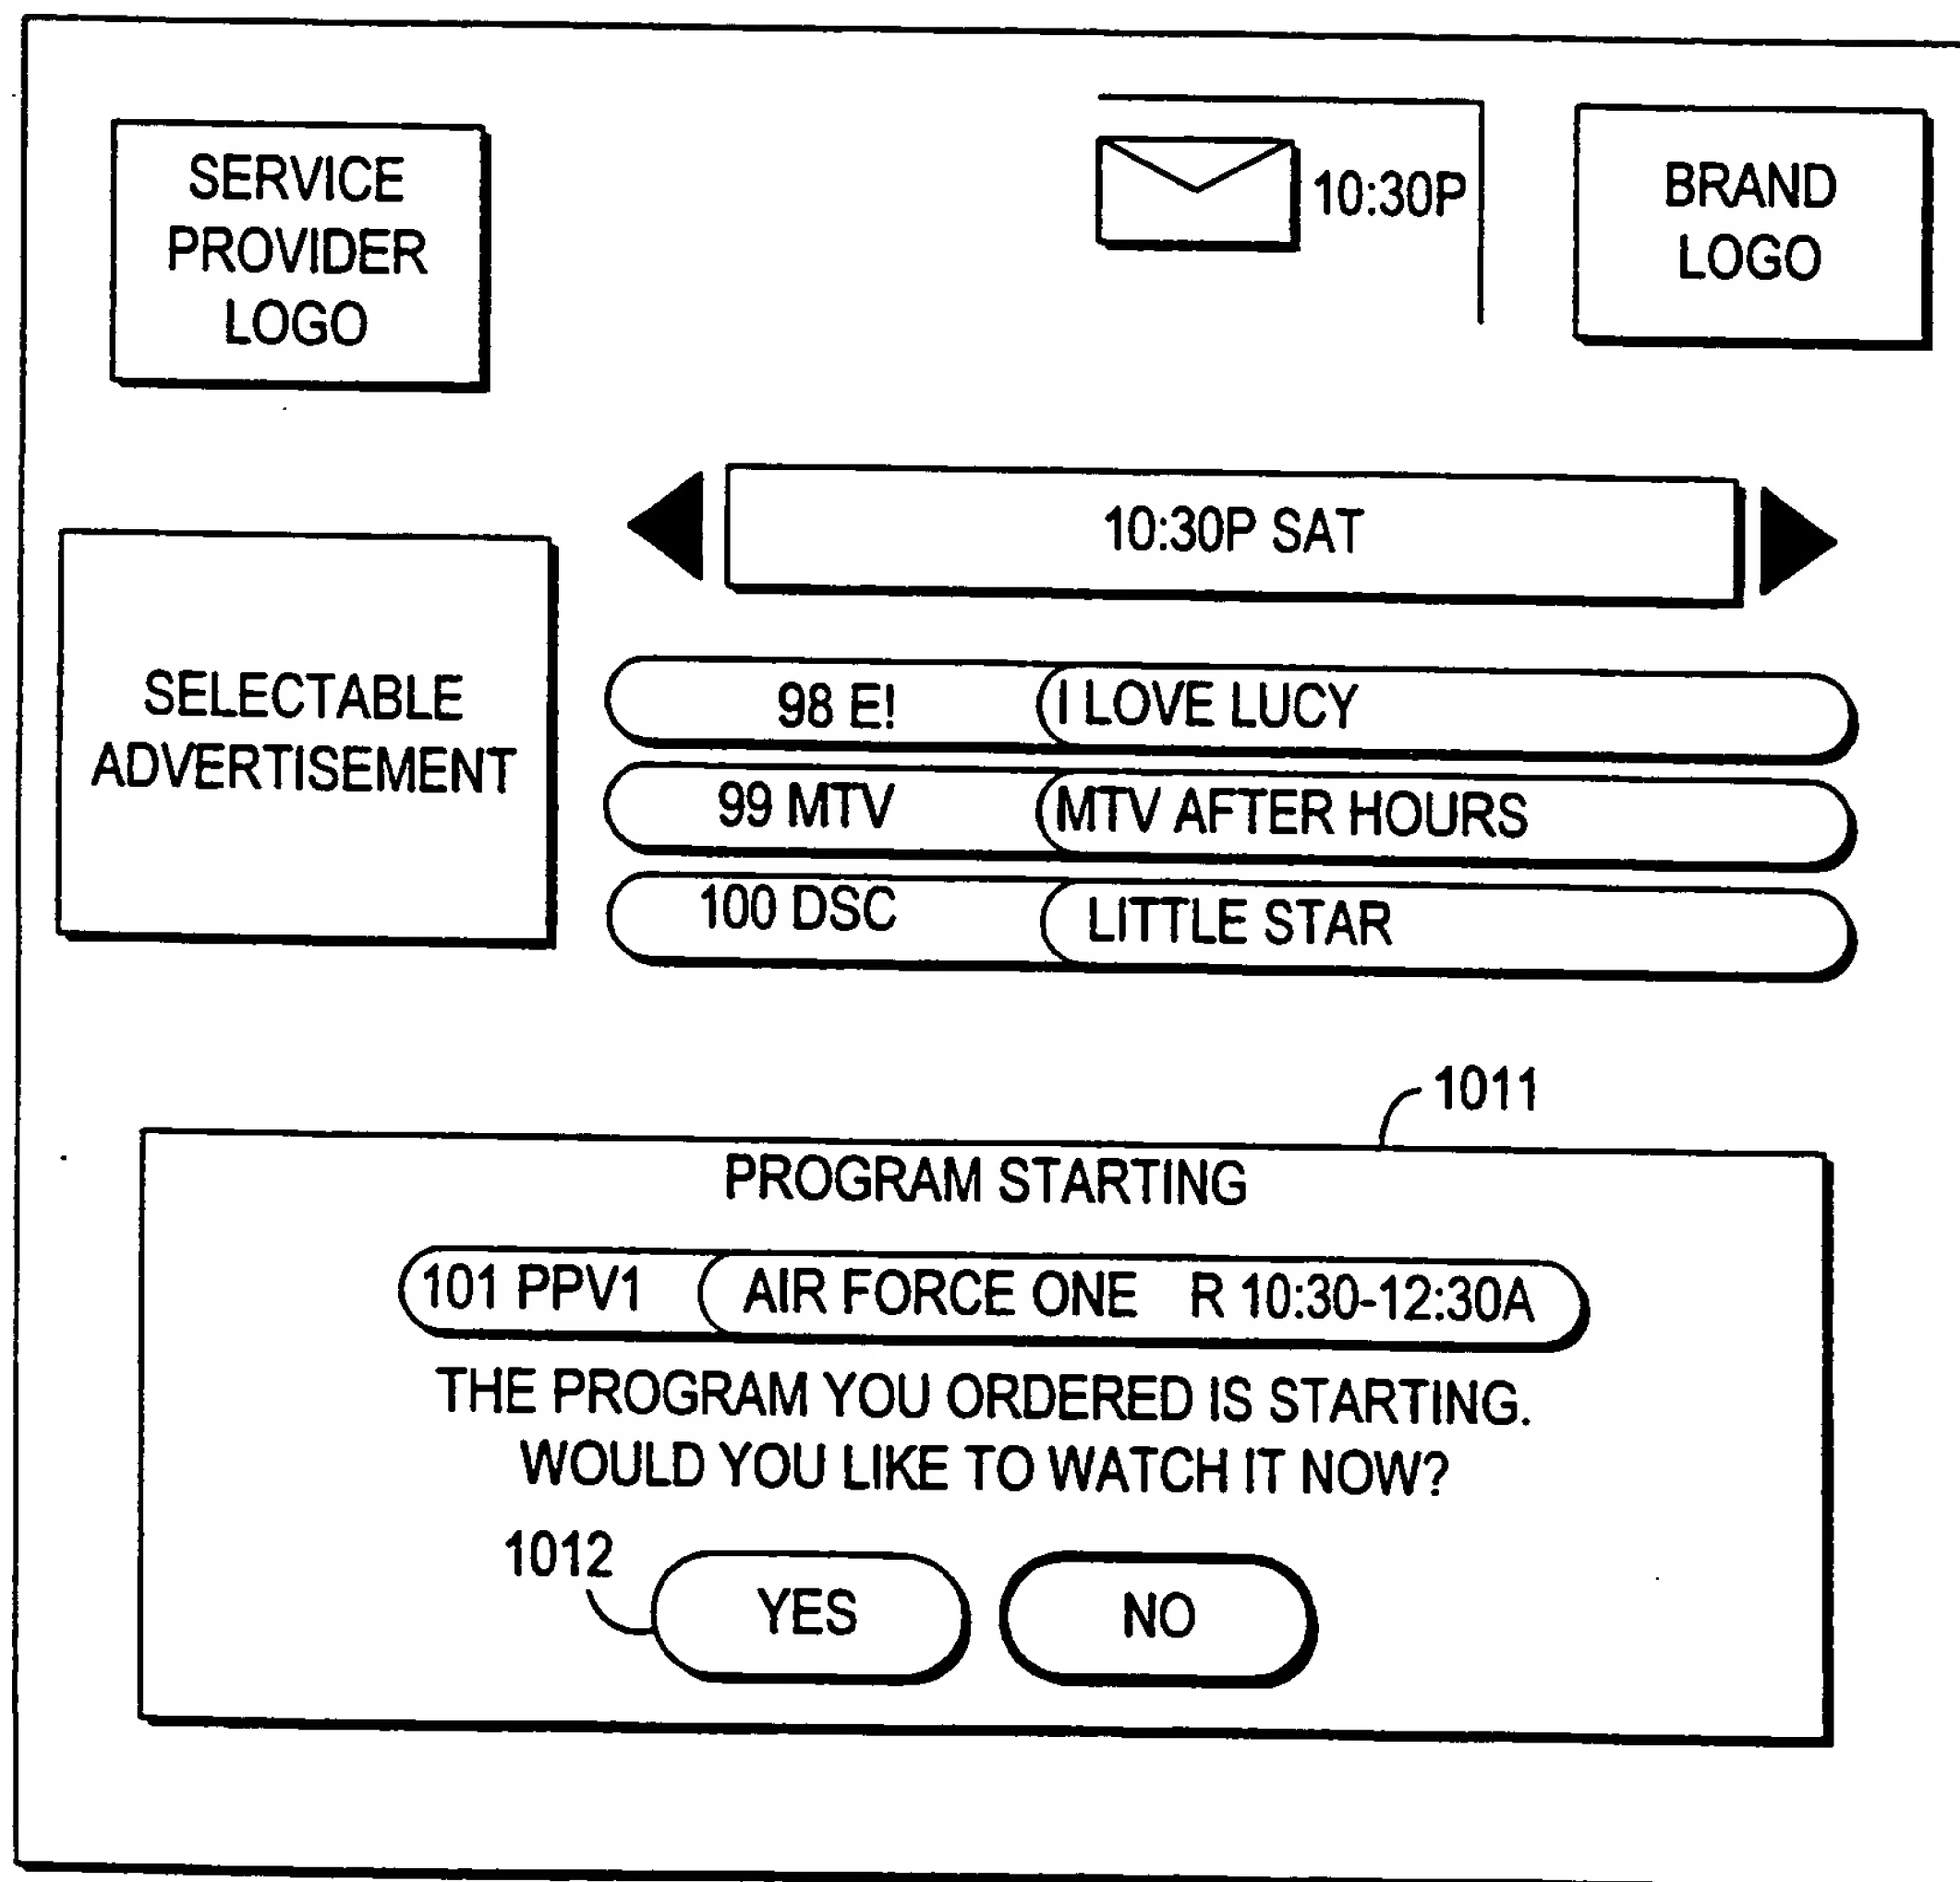 SERVICE
PROVIDER
LOGO
10:30P
BRAND
LOGO
10:30P SAT
SELECTABLE
ADVERTISEMENT
98 E! I LOVE LUCY
99 MTV MTV AFTER HOURS
100 DSC LITTLE STAR
1011
PROGRAM STARTING
101 PPV1 AIR FORCE ONE R 10:30-12:30A
THE PROGRAM YOU ORDERED IS STARTING.
WOULD YOU LIKE TO WATCH IT NOW?
1012
YES NO